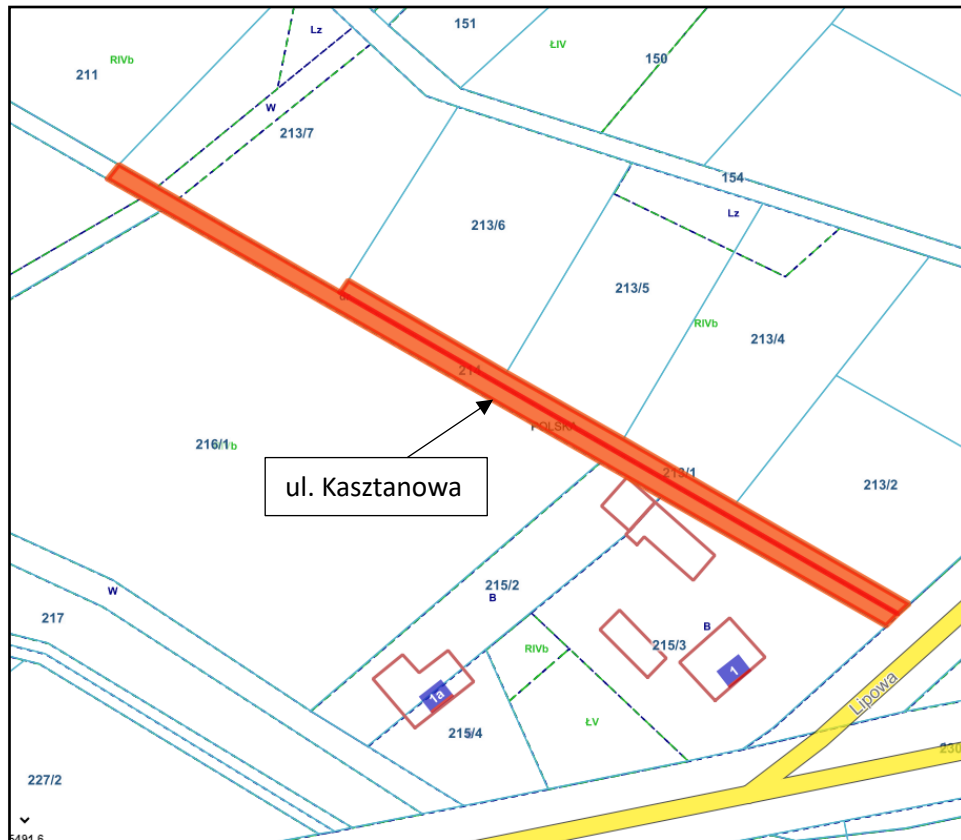 151
Lz
ŁIV
150
RIVb
211
W
213/7
154
Lz
213/6
213/5
RIVb
213/4
214
POLSKA
216/1
213/1
213/2
ul. Kasztanowa
215/2
B
W
217
B
RIVb
215/3
1
1a
Lipowa
ŁV
215/4
230
227/2